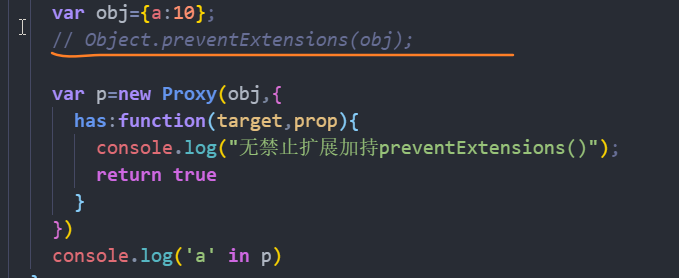 var obj={a:10};
// Object.preventExtensions(obj);
var p=new Proxy(obj,{
has:function(target,prop){
console.log("无禁止扩展加持preventExtensions()");
return true
}
})
console.log('a' in p)